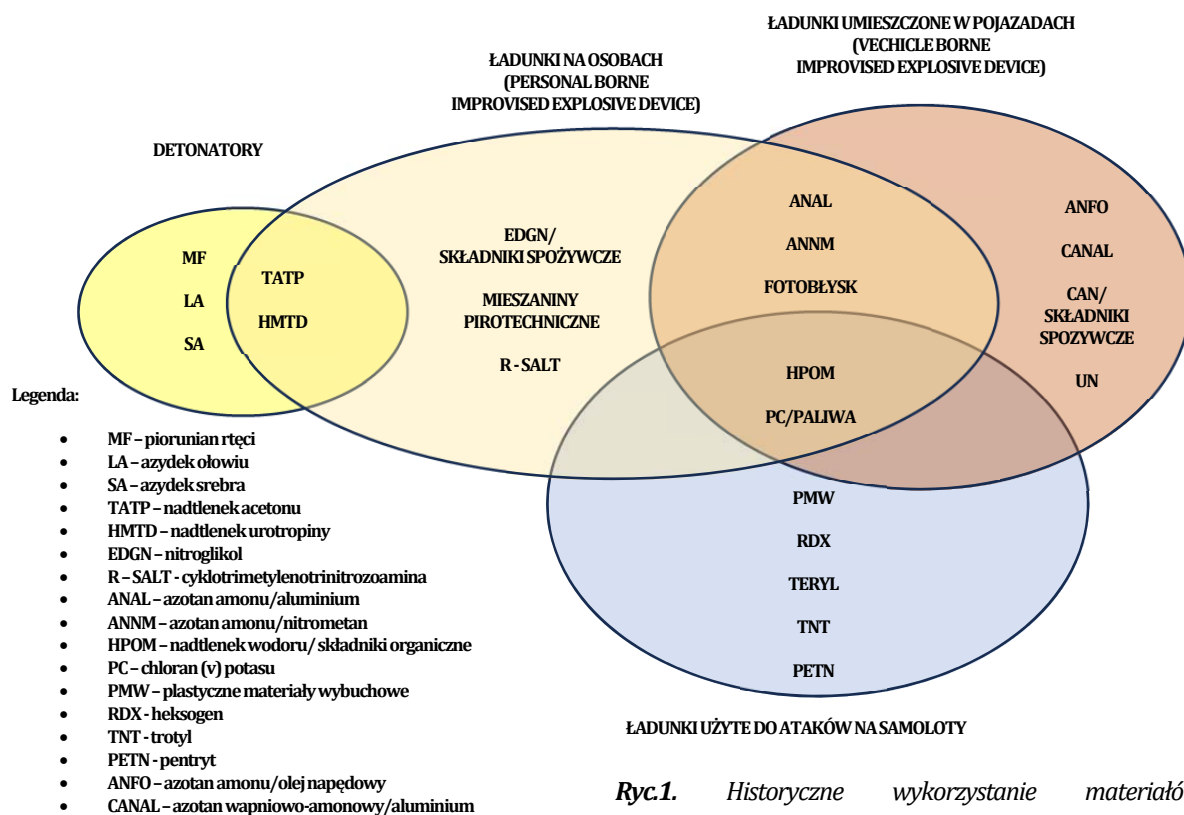 ŁADUNKI UMIESZCZONE W POJAZADACH
(VECHICLE BORNE
IMPROVISED EXPLOSIVE DEVICE)
ŁADUNKI NA OSOBACH
(PERSONAL BORNE
IMPROVISED EXPLOSIVE DEVICE)
DETONATORY
MF
LA
SA
TATP
HMTD
EDGN/
SKŁADNIKI SPOŻYWCZE
MIESZANINY
PIROTECHNICZNE
R - SALT
ANAL
ANNM
FOTOBŁYSK
HPOM
PC/PALIWA
ANFO
CANAL
CAN/
SKŁADNIKI
SPOZYWCZE
UN
PMW
RDX
TERYL
TNT
PETN
ŁADUNKI UŻYTE DO ATAKÓW NA SAMOLOTY
Legenda:
• MF – piorunian rtęci
• LA – azydek ołowiu
• SA – azydek srebra
• TATP – nadtlenek acetonu
• HMTD – nadtlenek urotropiny
• EDGN – nitroglikol
• R – SALT - cyklotrimetylenotrinitrozoamina
• ANAL – azotan amonu/aluminium
• ANNM – azotan amonu/nitrometan
• HPOM – nadtlenek wodoru/ składniki organiczne
• PC – chloran (v) potasu
• PMW – plastyczne materiały wybuchowe
• RDX - heksogen
• TNT - trotyl
• PETN - pentryt
• ANFO – azotan amonu/olej napędowy
• CANAL – azotan wapniowo-amonowy/aluminium
Ryc.1. Historyczne wykorzystanie materiałó